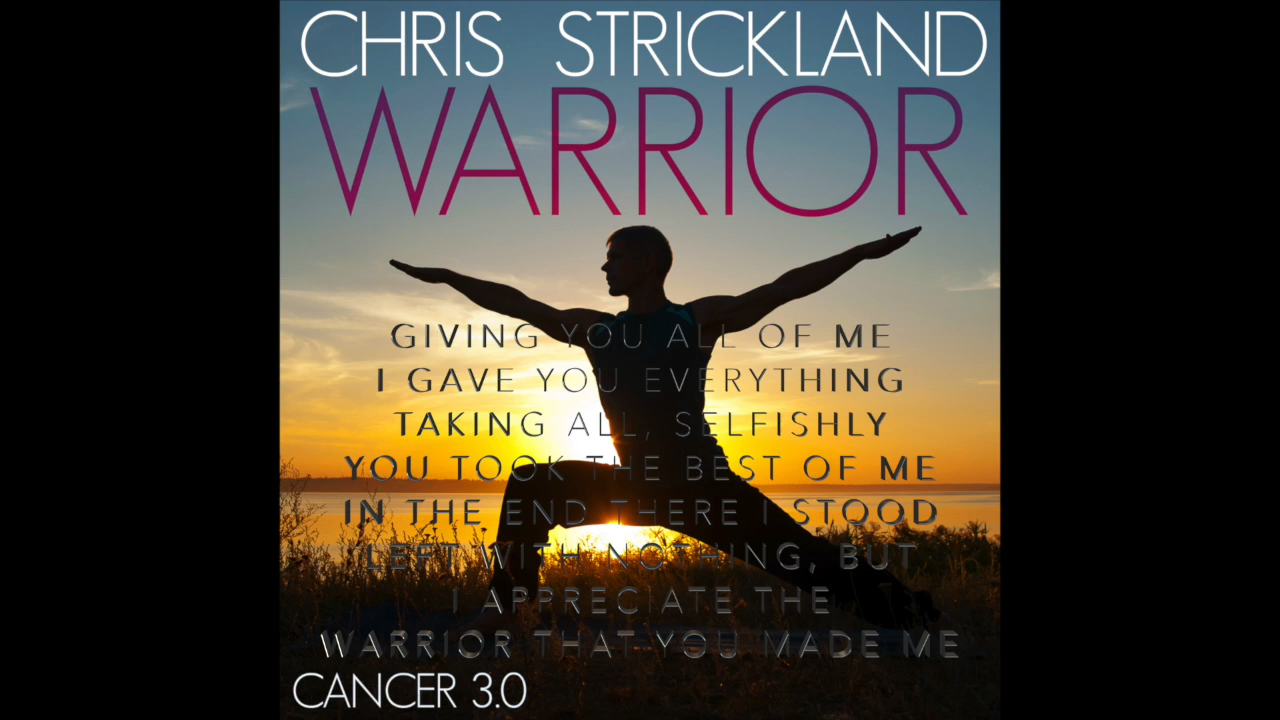 CHRIS STRICKLAND
WARRIOR
GIVING YOU ALL OF ME
I GAVE YOU EVERYTHING
TAKING ALL, SELFISHLY
YOU TOOK THE BEST OF ME
IN THE END THERE I STOOD
LEFT WITH NOTHING, BUT
I APPRECIATE THE
WARRIOR THAT YOU MADE ME
CANCER 3.0